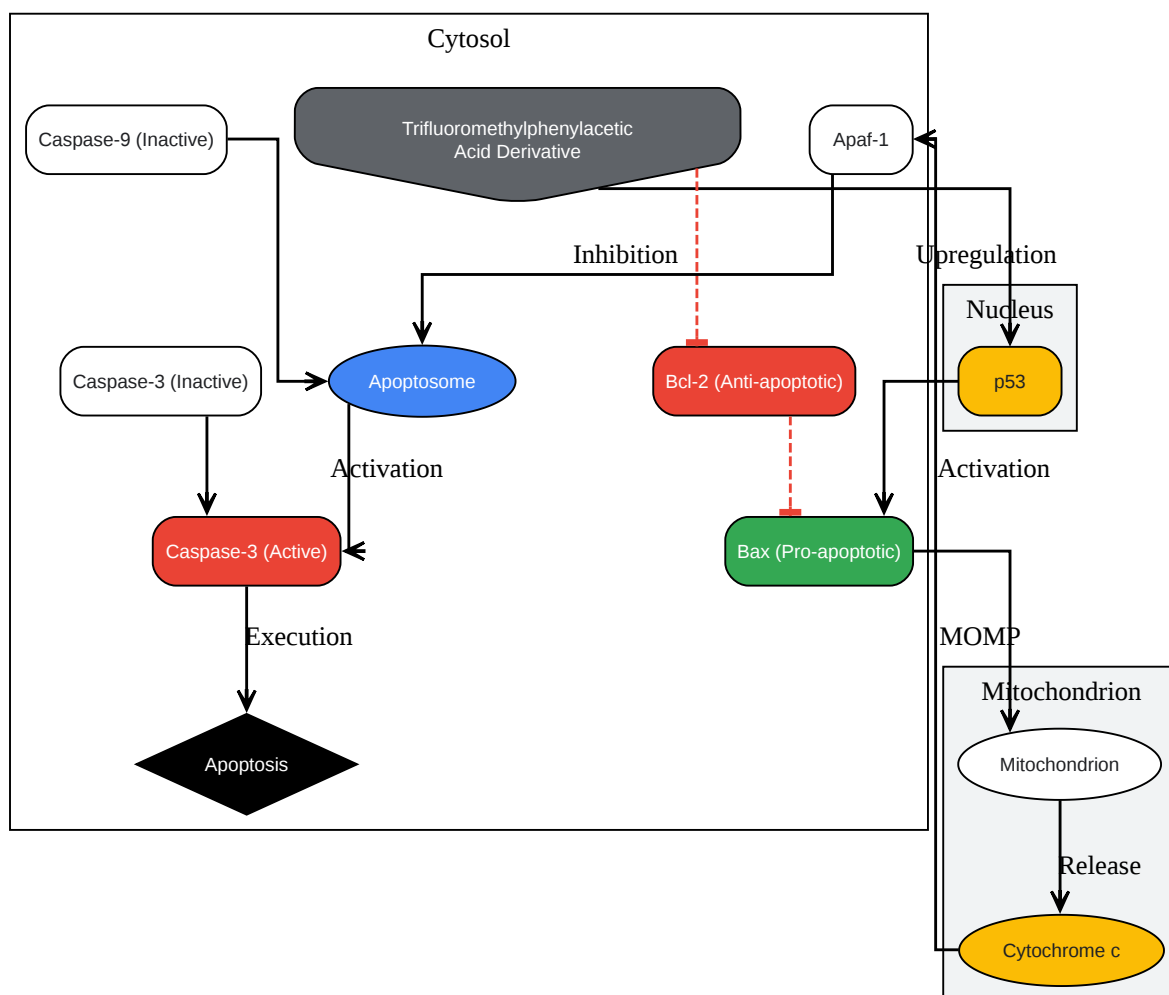 Cytosol
Caspase-9 (Inactive)
Trifluoromethylphenylacetic
Acid Derivative
Apaf-1
Inhibition
Upregulation
Nucleus
Caspase-3 (Inactive)
Apoptosome
Bcl-2 (Anti-apoptotic)
p53
Activation
Activation
Caspase-3 (Active)
Bax (Pro-apoptotic)
Execution
MOMP
Mitochondrion
Apoptosis
Mitochondrion
Release
Cytochrome c